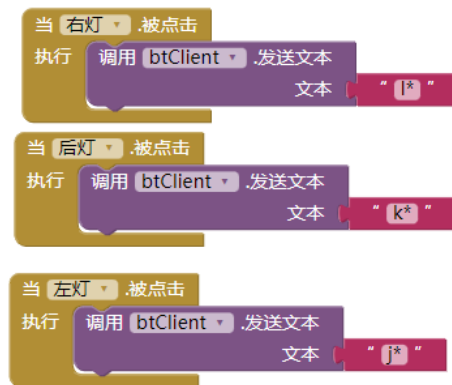 当 右灯 .被点击
执行 调用 btClient .发送文本
文本 " l* "
当 后灯 .被点击
执行 调用 btClient .发送文本
文本 " k* "
当 左灯 .被点击
执行 调用 btClient .发送文本
文本 " j* "